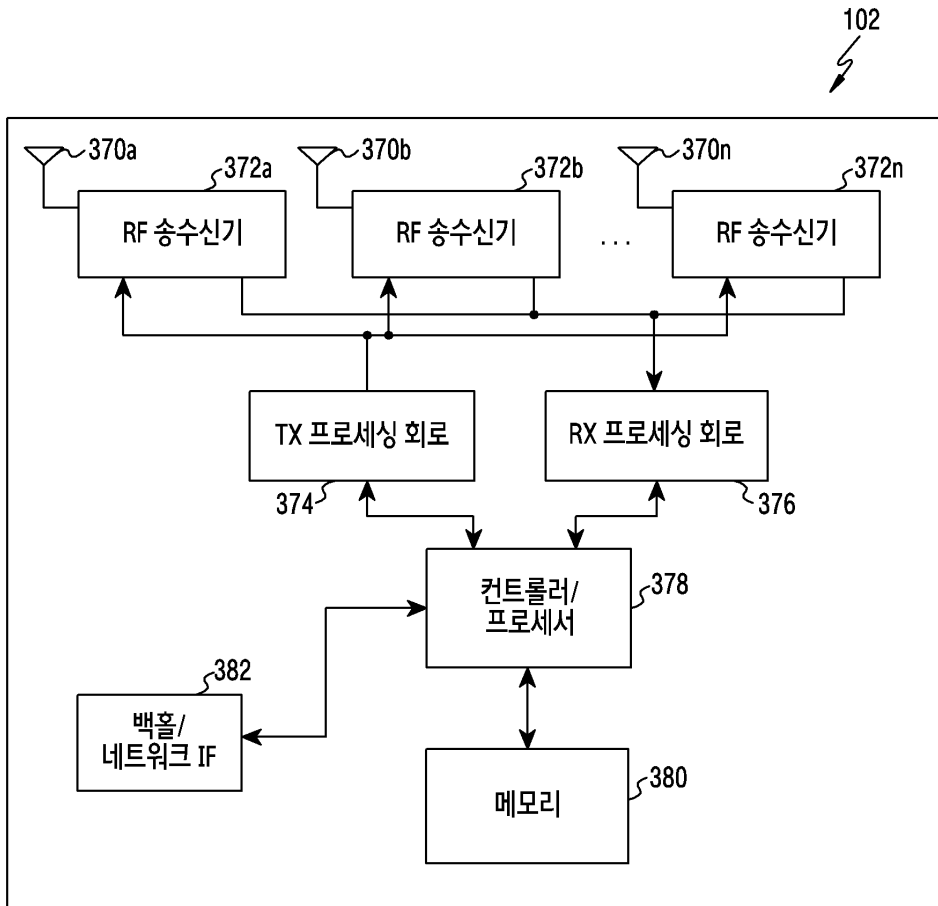 102
370a
370b
370n
372a
372b
372n
RF 송수신기
RF 송수신기
...
RF 송수신기
TX 프로세싱 회로
RX 프로세싱 회로
374
376
컨트롤러/
프로세서
378
382
백홀/
네트워크 IF
메모리
380